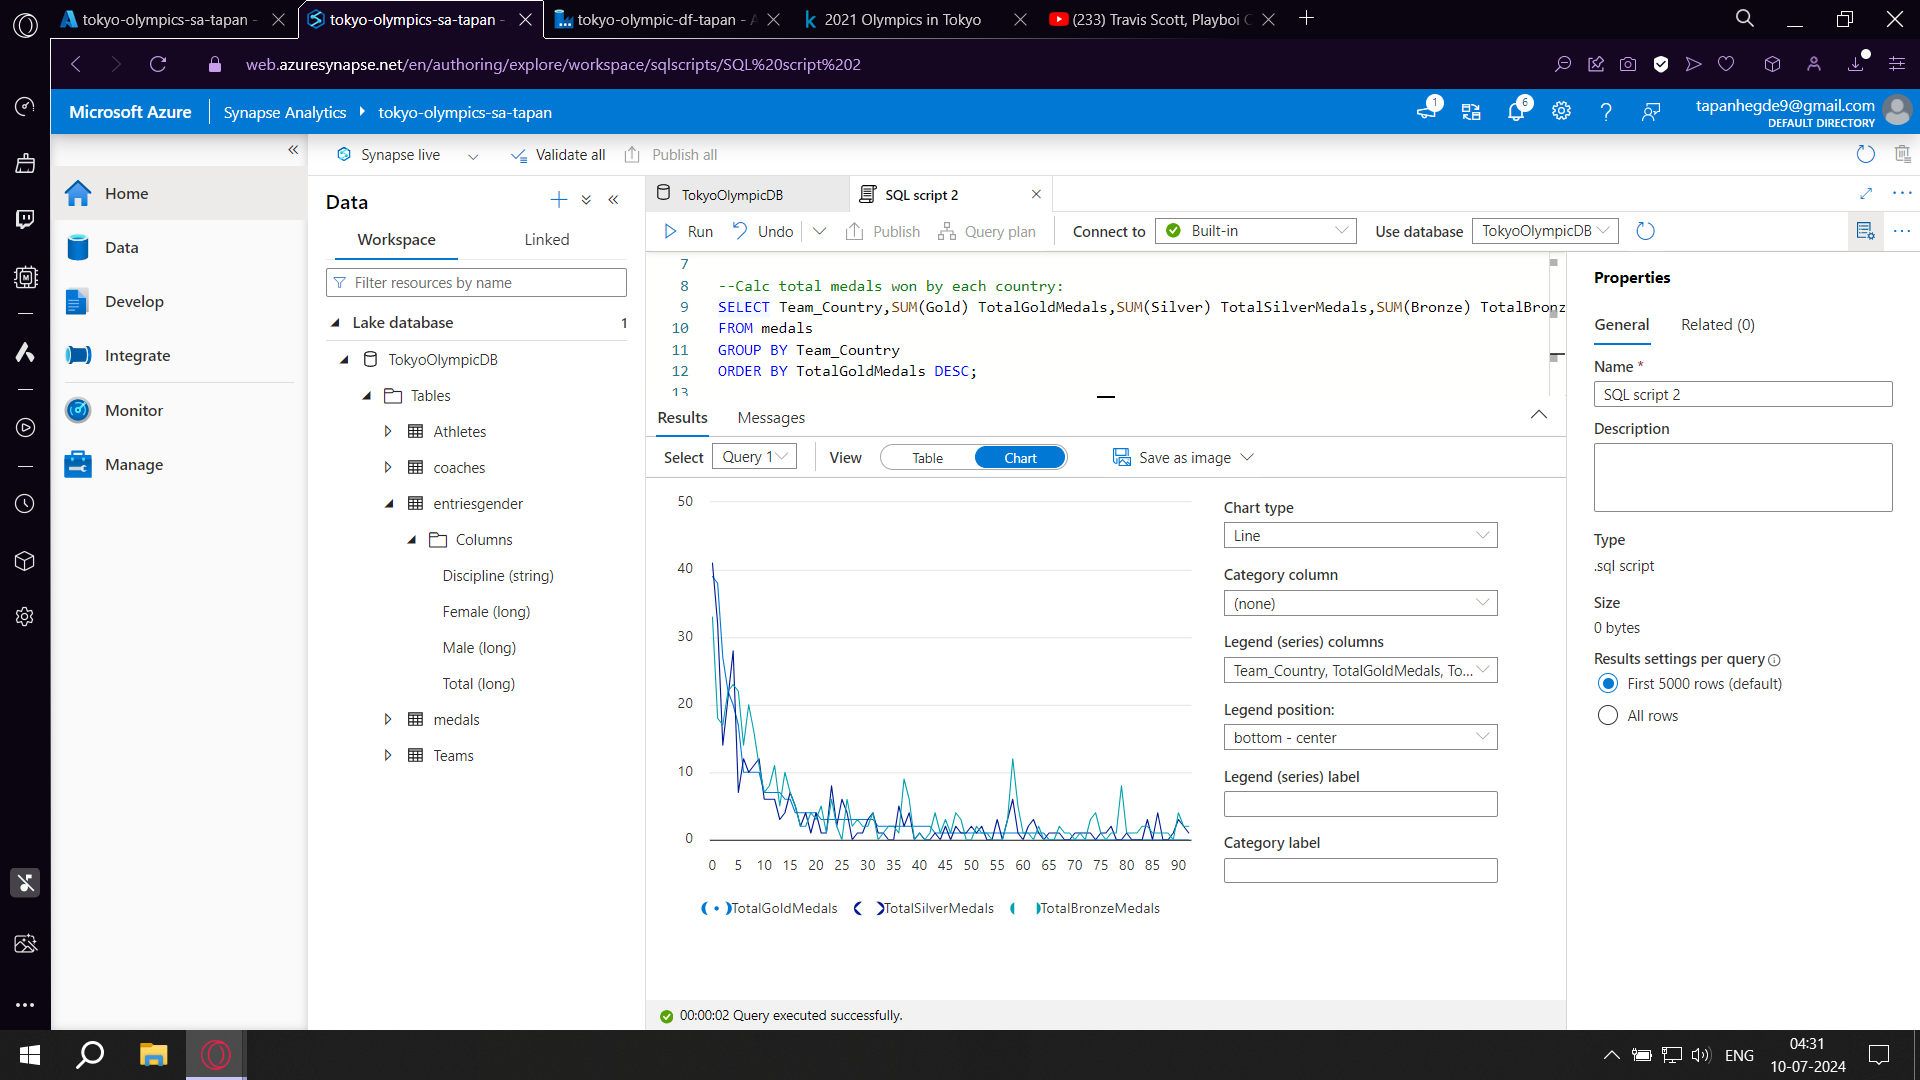 tokyo-olympics-sa-tapan -
tokyo-olympics-sa-tapan -
tokyo-olympic-df-tapan - A
2021 Olympics in Tokyo
(233) Travis Scott, Playboi C
web.azuresynapse.net/en/authoring/explore/workspace/sqlscripts/SQL%20script%202
Microsoft Azure
Synapse Analytics
tokyo-olympics-sa-tapan
1
6
tapanhegde9@gmail.com
DEFAULT DIRECTORY
Home
Data
Develop
Integrate
Monitor
Manage
Synapse live
Validate all
Publish all
Data
Workspace
Linked
Filter resources by name
Lake database
1
TokyoOlympicDB
Tables
Athletes
coaches
entriesgender
Columns
Discipline (string)
Female (long)
Male (long)
Total (long)
medals
Teams
TokyoOlympicDB
SQL script 2
Run
Undo
Publish
Query plan
Connect to
Built-in
Use database
TokyoOlympicDB
7
8 --Calc total medals won by each country:
9 SELECT Team_Country,SUM(Gold) TotalGoldMedals,SUM(Silver) TotalSilverMedals,SUM(Bronze) TotalBronz
10 FROM medals
11 GROUP BY Team_Country
12 ORDER BY TotalGoldMedals DESC;
13
Results
Messages
Select
Query 1
View
Table
Chart
Save as image
50
40
30
20
10
0
0 5 10 15 20 25 30 35 40 45 50 55 60 65 70 75 80 85 90
TotalGoldMedals
TotalSilverMedals
TotalBronzeMedals
Chart type
Line
Category column
(none)
Legend (series) columns
Team_Country, TotalGoldMedals, To...
Legend position:
bottom - center
Legend (series) label
Category label
00:00:02 Query executed successfully.
Properties
General
Related (0)
Name *
SQL script 2
Description
Type
.sql script
Size
0 bytes
Results settings per query
First 5000 rows (default)
All rows
ENG
04:31
10-07-2024